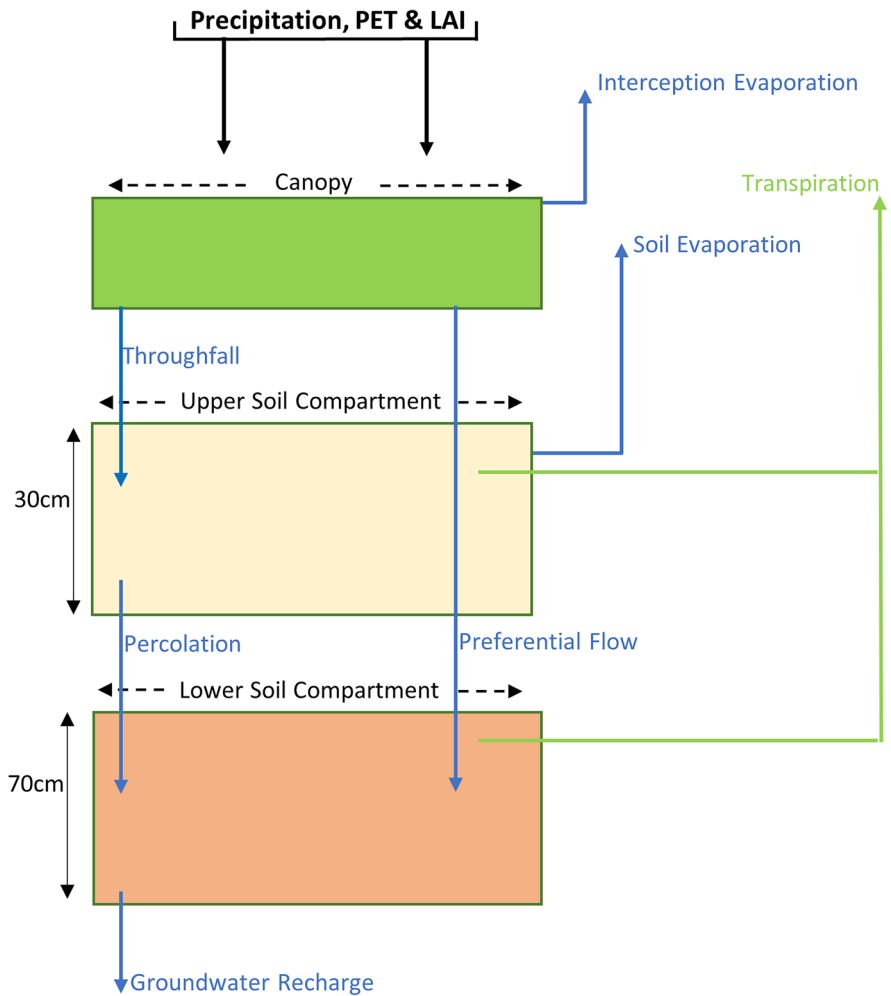 Precipitation, PET & LAI
Interception Evaporation
Canopy
Transpiration
Soil Evaporation
Throughfall
Upper Soil Compartment
30cm
Percolation
Preferential Flow
Lower Soil Compartment
70cm
Groundwater Recharge